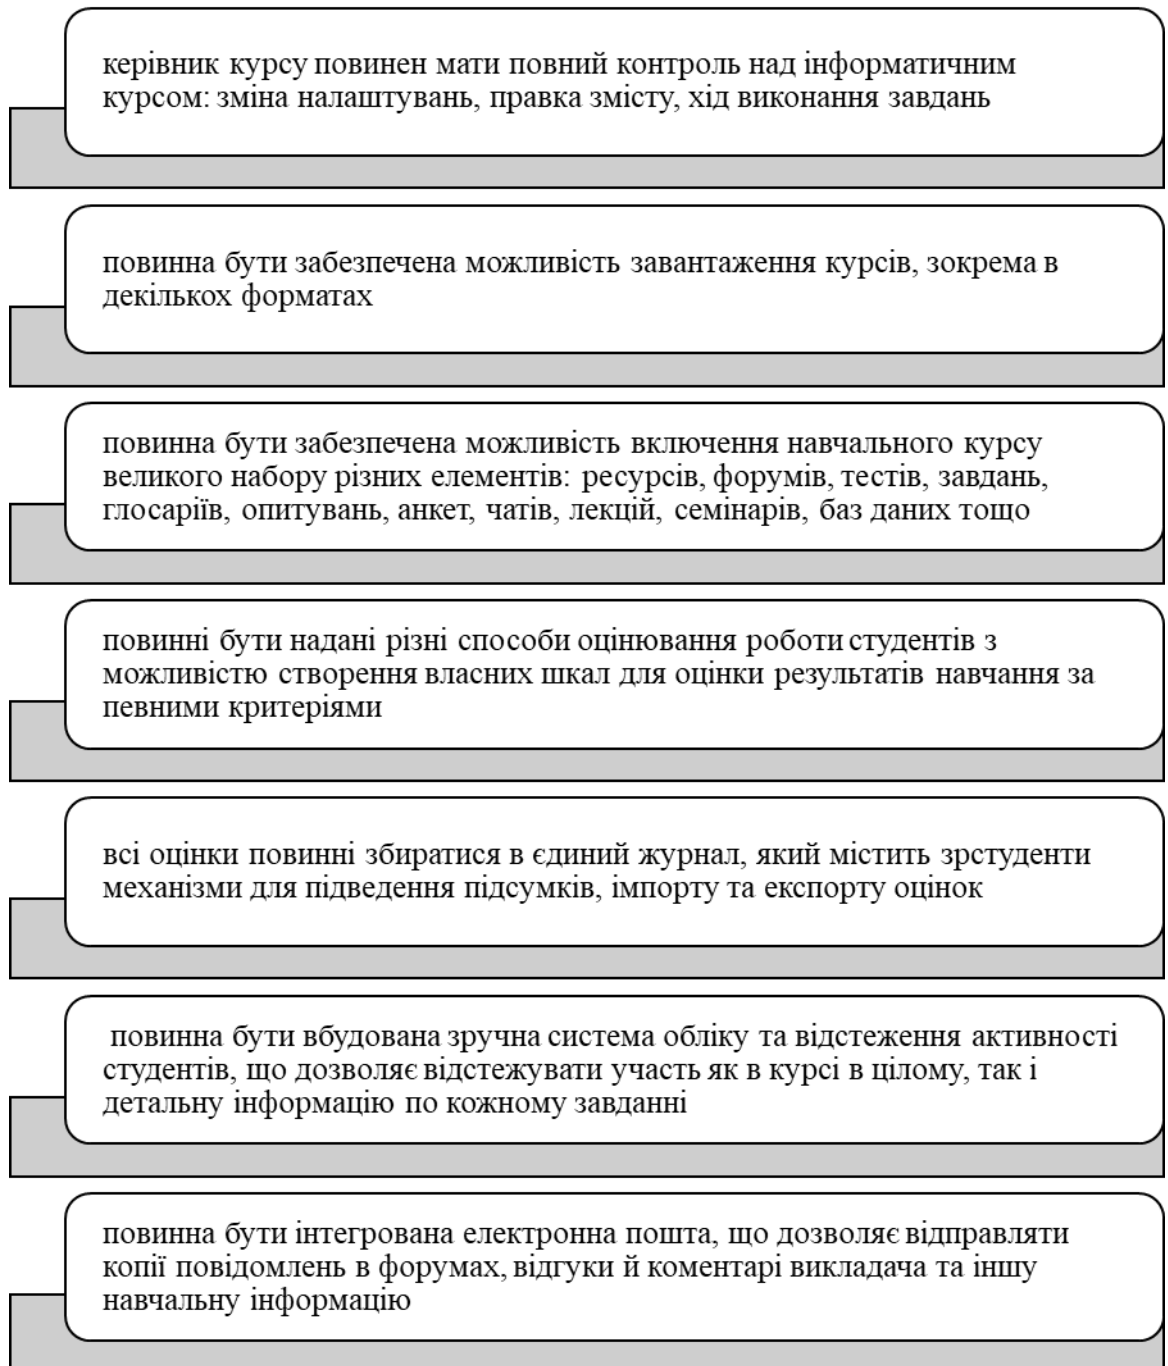 керівник курсу повинен мати повний контроль над інформатичним
курсом: зміна налаштувань, правка змісту, хід виконання завдань
повинна бути забезпечена можливість завантаження курсів, зокрема в
декількох форматах
повинна бути забезпечена можливість включення навчального курсу
великого набору різних елементів: ресурсів, форумів, тестів, завдань,
глосаріїв, опитувань, анкет, чатів, лекцій, семінарів, баз даних тощо
повинні бути надані різні способи оцінювання роботи студентів з
можливістю створення власних шкал для оцінки результатів навчання за
певними критеріями
всі оцінки повинні збиратися в єдиний журнал, який містить зрстуденти
механізми для підведення підсумків, імпорту та експорту оцінок
повинна бути вбудована зручна система обліку та відстеження активності
студентів, що дозволяє відстежувати участь як в курсі в цілому, так і
детальну інформацію по кожному завданні
повинна бути інтегрована електронна пошта, що дозволяє відправляти
копії повідомлень в форумах, відгуки й коментарі викладача та іншу
навчальну інформацію